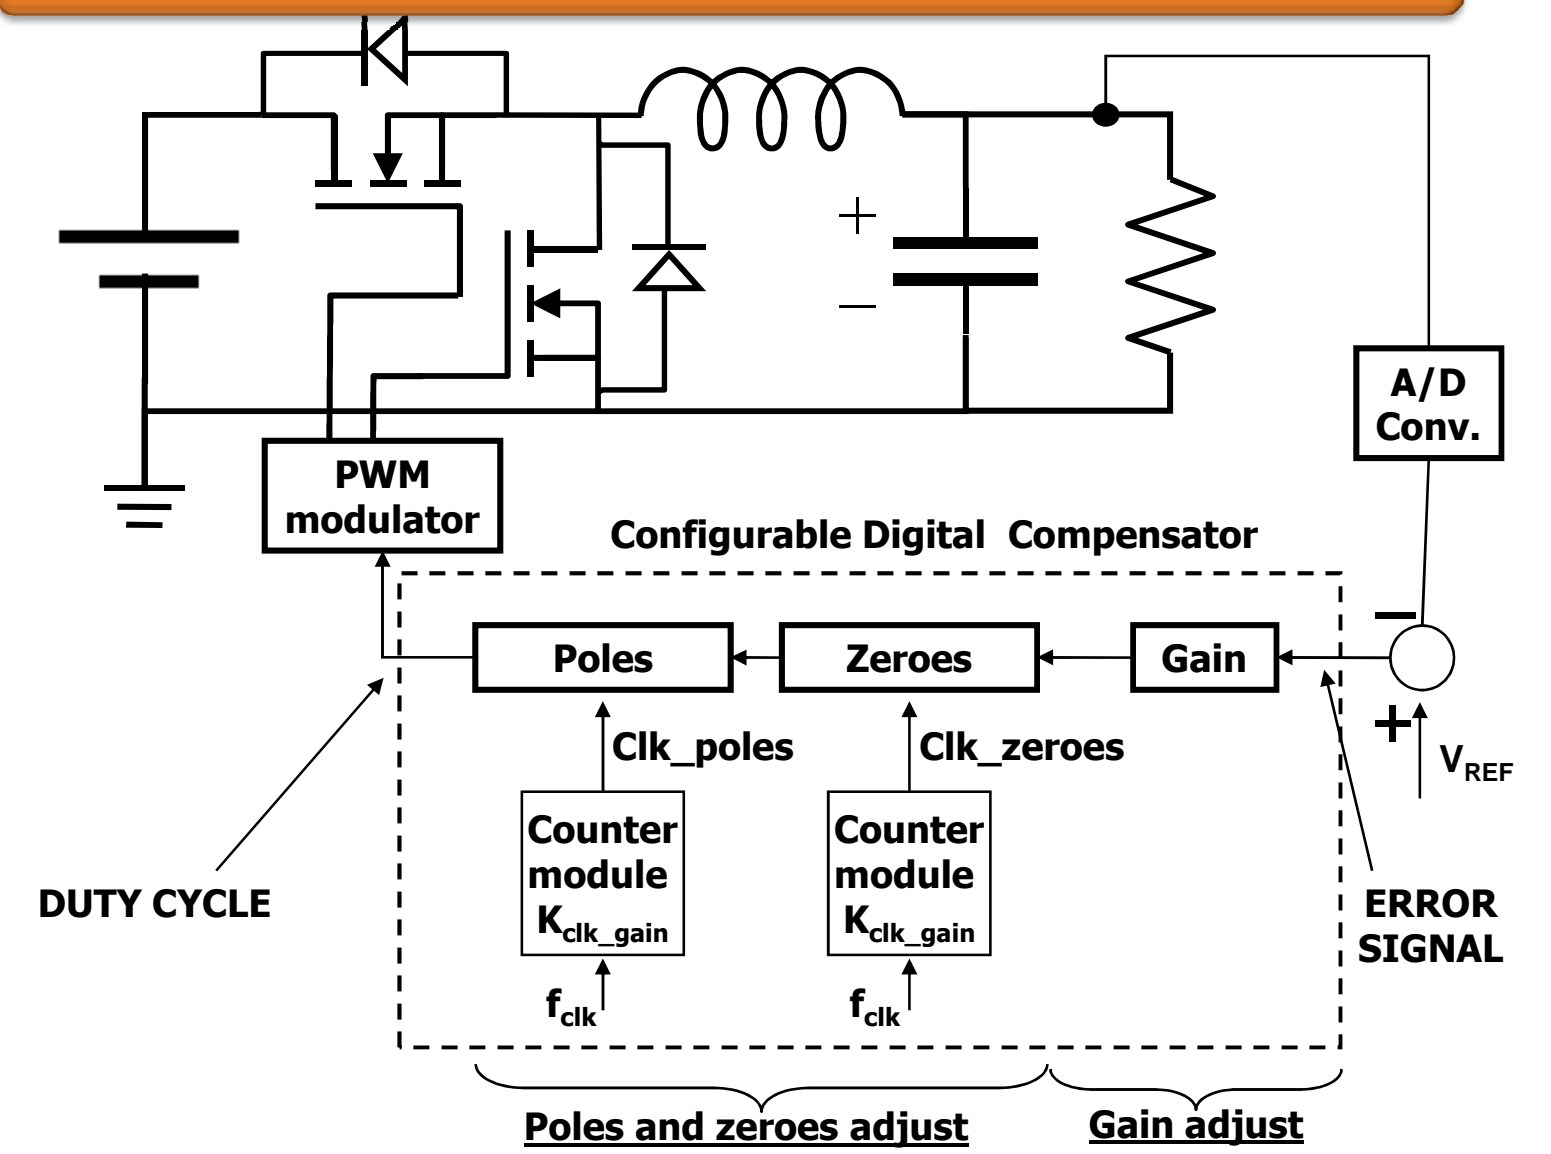 +
–
A/D
Conv.
PWM
modulator
Configurable Digital Compensator
–
Poles
Zeroes
Gain
+
Clk_poles
Clk_zeroes
VREF
Counter
module
Kclk_gain
Counter
module
Kclk_gain
DUTY CYCLE
ERROR
SIGNAL
fclk
fclk
Poles and zeroes adjust
Gain adjust